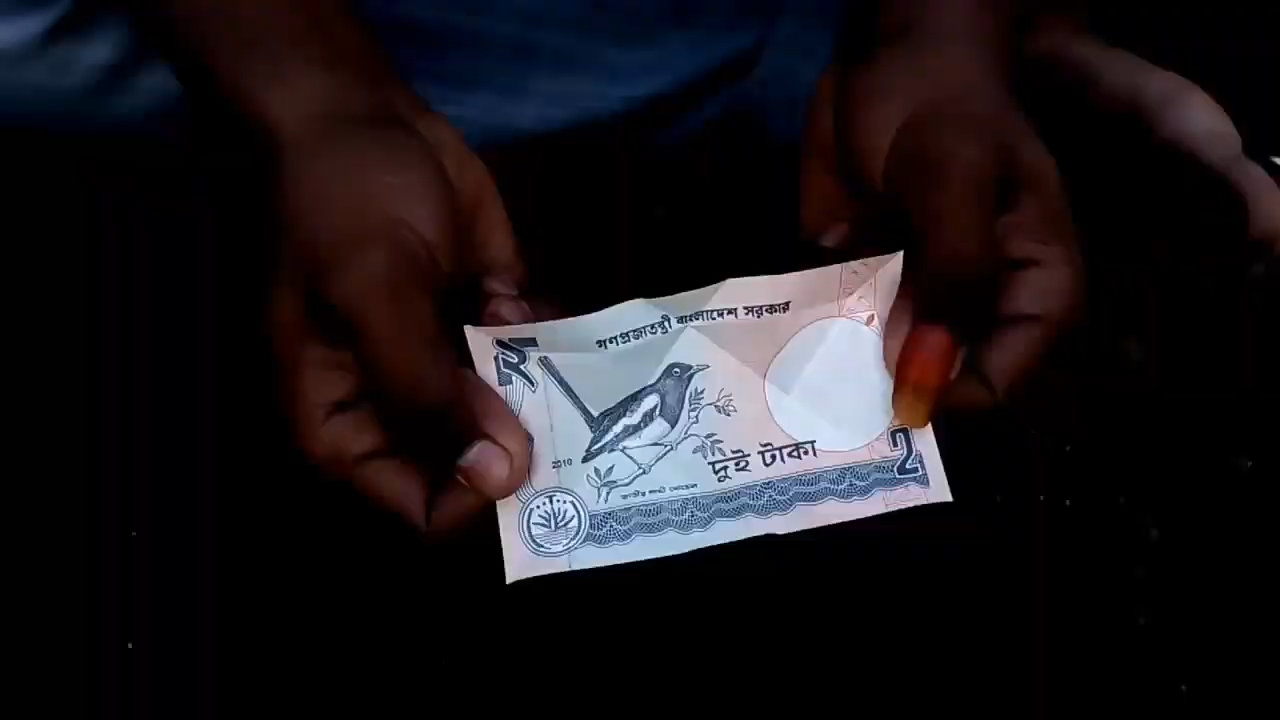 ২
গণপ্রজাতন্ত্রী বাংলাদেশ সরকার
2010
দুই টাকা
2
জাতীয় পাখী দোয়েল